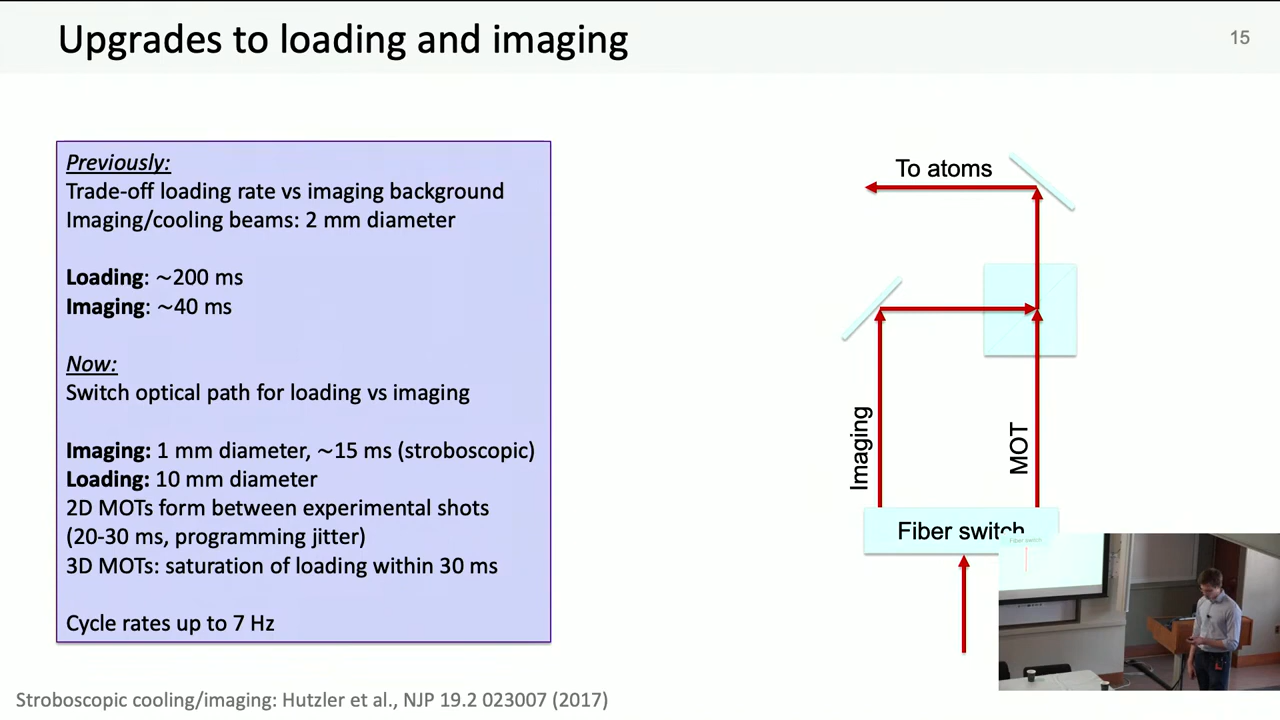 Upgrades to loading and imaging
15
Previously:
Trade-off loading rate vs imaging background
Imaging/cooling beams: 2 mm diameter
Loading: ~200 ms
Imaging: ~40 ms
Now:
Switch optical path for loading vs imaging
Imaging: 1 mm diameter, ~15 ms (stroboscopic)
Loading: 10 mm diameter
2D MOTs form between experimental shots
(20-30 ms, programming jitter)
3D MOTs: saturation of loading within 30 ms
Cycle rates up to 7 Hz
To atoms
Imaging
MOT
Fiber switch
Fiber switch
Stroboscopic cooling/imaging: Hutzler et al., NJP 19.2 023007 (2017)